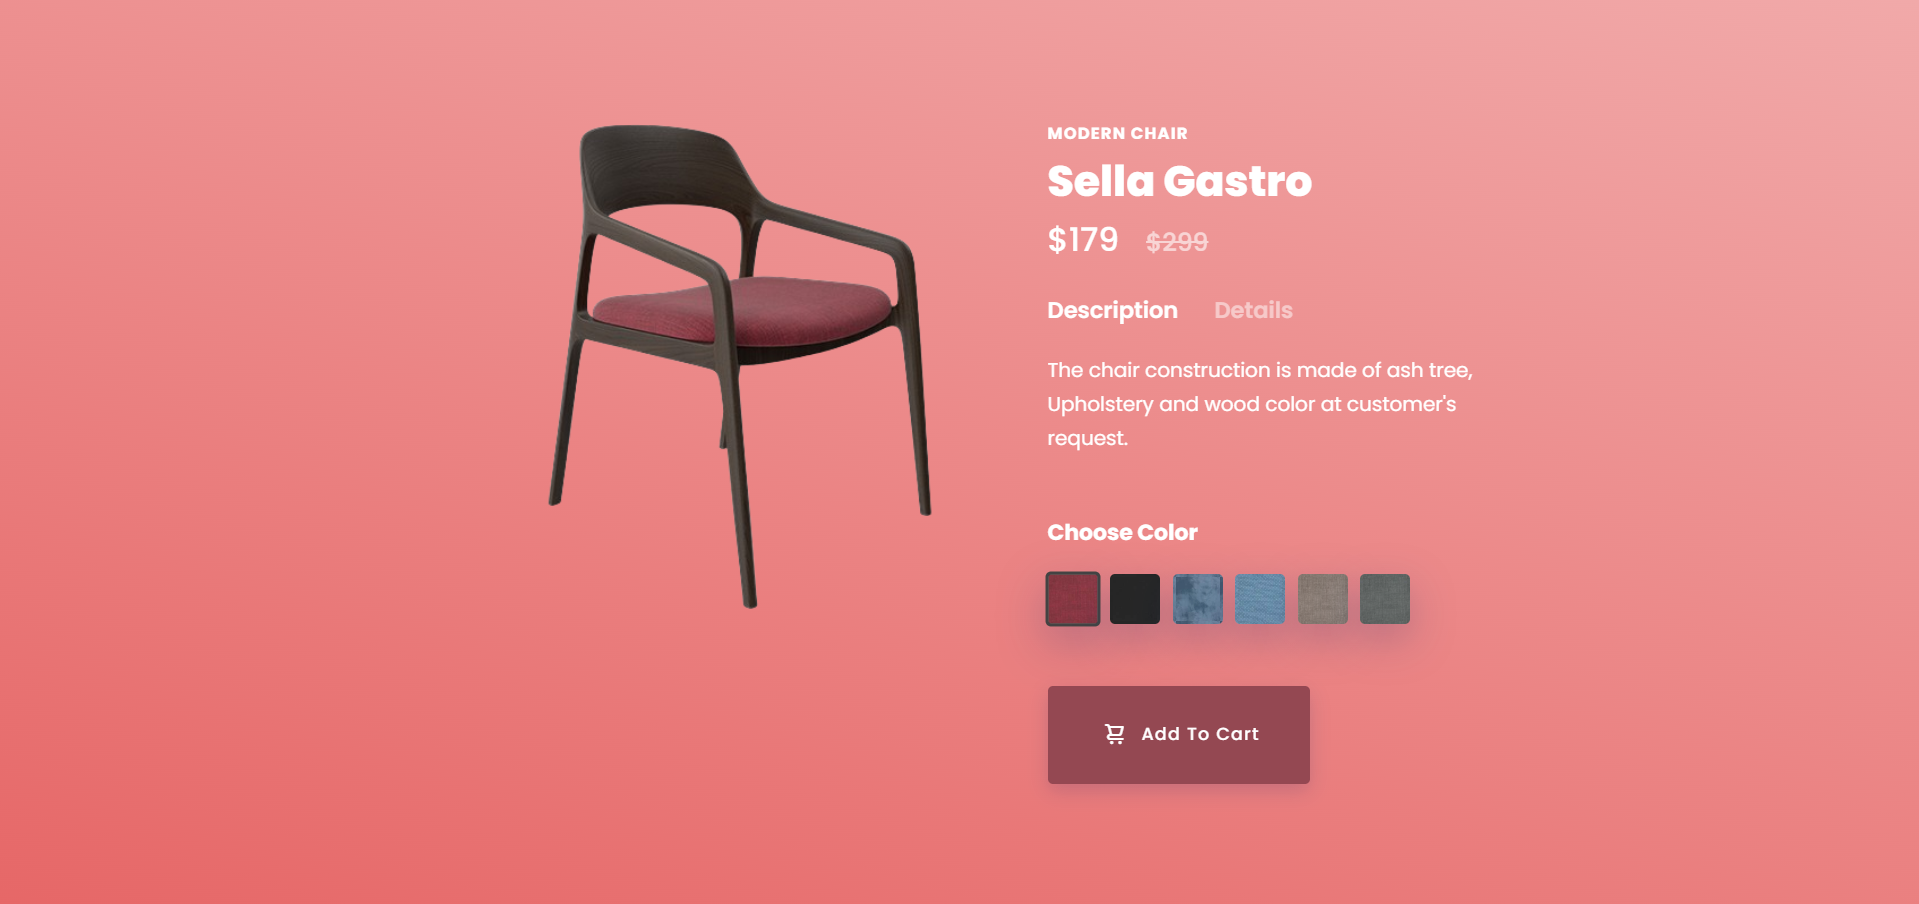 MODERN CHAIR
Sella Gastro
$179 $299
Description Details
The chair construction is made of ash tree,
Upholstery and wood color at customer's
request.
Choose Color
Add To Cart